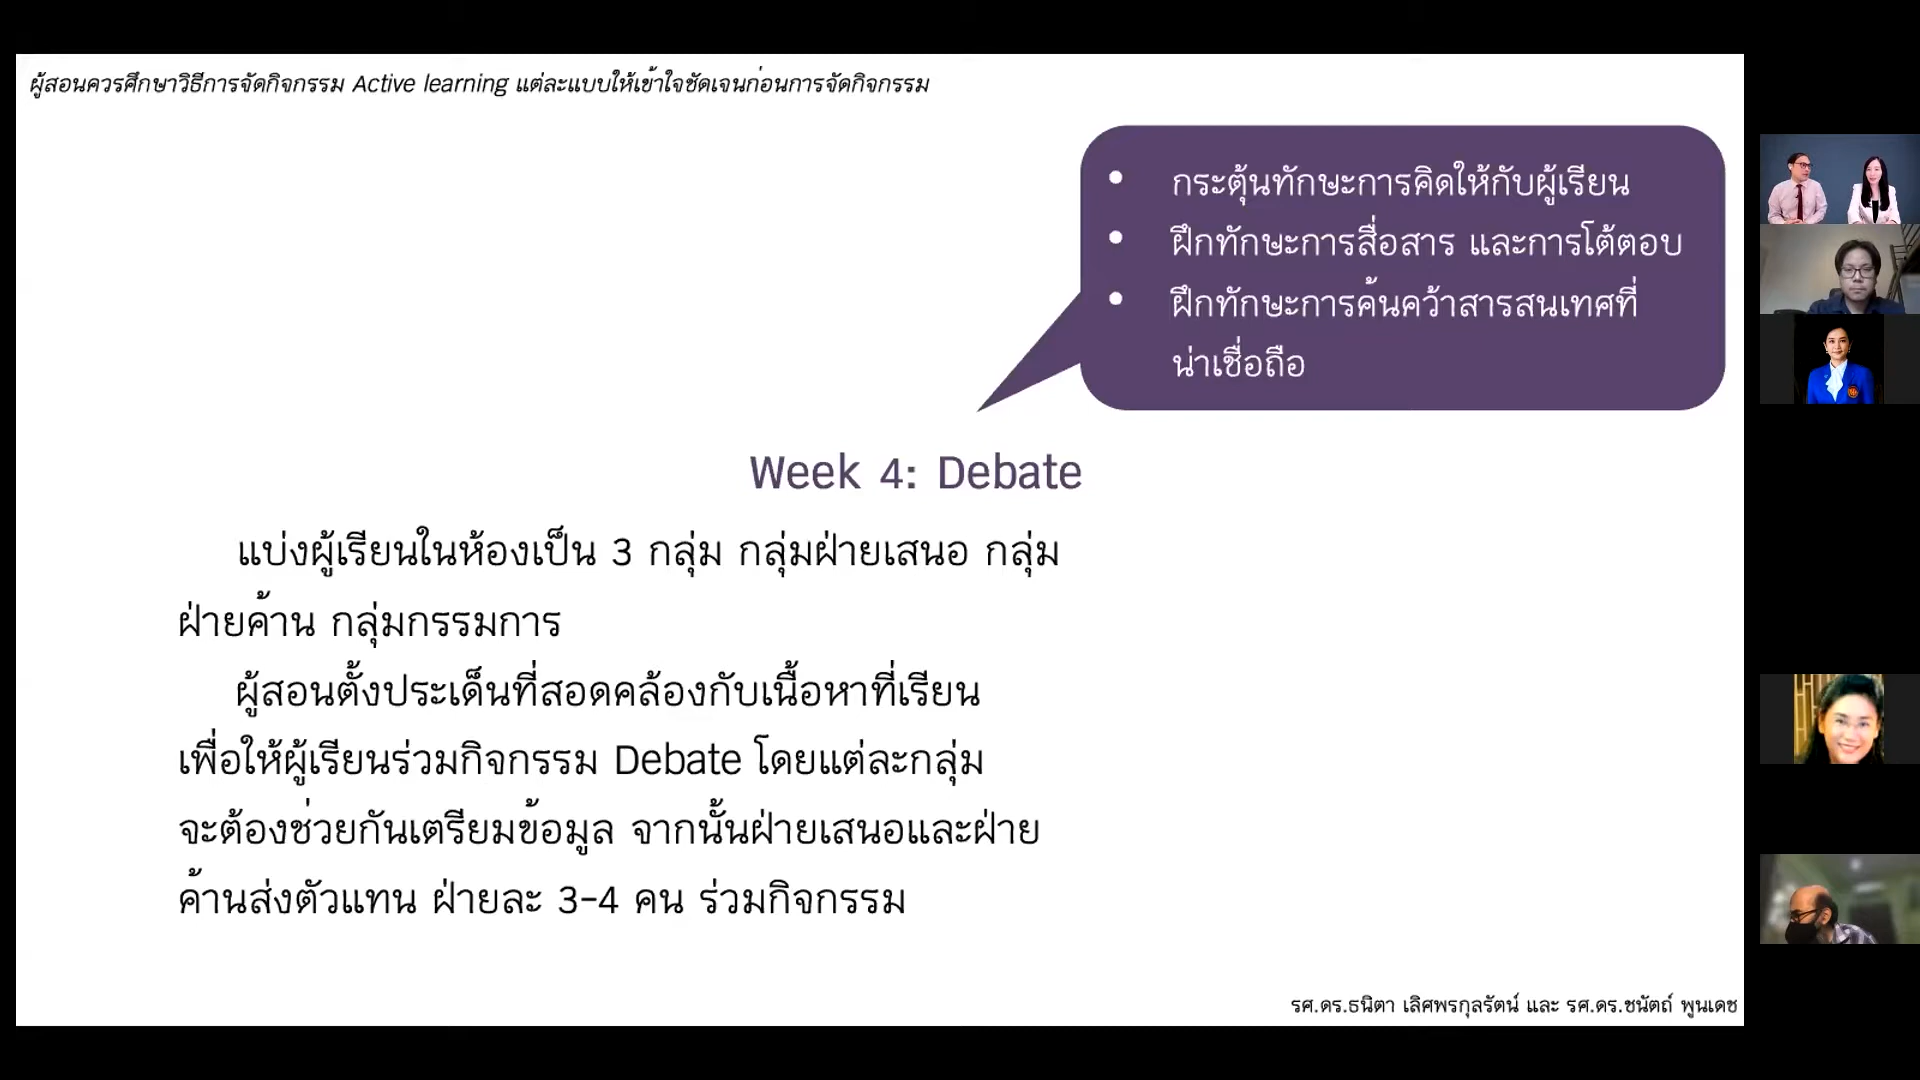 ผู้สอนควรศึกษาวิธีการจัดกิจกรรม Active learning แต่ละแบบให้เข้าใจชัดเจนก่อนการจัดกิจกรรม
• กระตุ้นทักษะการคิดให้กับผู้เรียน
• ฝึกทักษะการสื่อสาร และการโต้ตอบ
• ฝึกทักษะการค้นคว้าสารสนเทศที่
น่าเชื่อถือ
Week 4: Debate
แบ่งผู้เรียนในห้องเป็น 3 กลุ่ม กลุ่มฝ่ายเสนอ กลุ่ม
ฝ่ายค้าน กลุ่มกรรมการ
ผู้สอนตั้งประเด็นที่สอดคล้องกับเนื้อหาที่เรียน
เพื่อให้ผู้เรียนร่วมกิจกรรม Debate โดยแต่ละกลุ่ม
จะต้องช่วยกันเตรียมข้อมูล จากนั้นฝ่ายเสนอและฝ่าย
ค้านส่งตัวแทน ฝ่ายละ 3-4 คน ร่วมกิจกรรม
รศ.ดร.ธนิตา เลิศพรกุลรัตน์ และ รศ.ดร.ชนัตถ์ พูนเดช